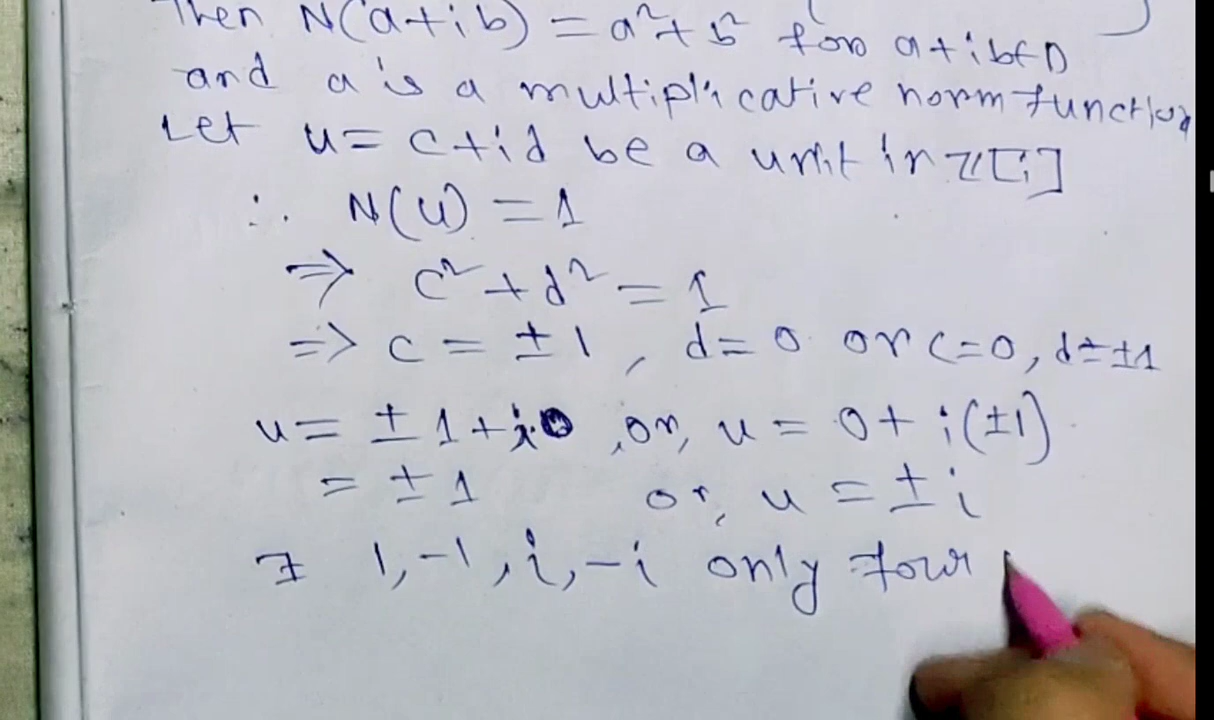 Then N(a+ib) = a²+b² for a+ib∈D
and a is a multiplicative norm function
Let u = c+id be a unit in Z[i]
∴ N(u) = 1
⇒ c²+d² = 1
⇒ c = ±1, d=0 or c=0, d=±1
u = ±1+i0, or, u = 0+i(±1)
= ±1 or, u = ±i
∃ 1, -1, i, -i only four